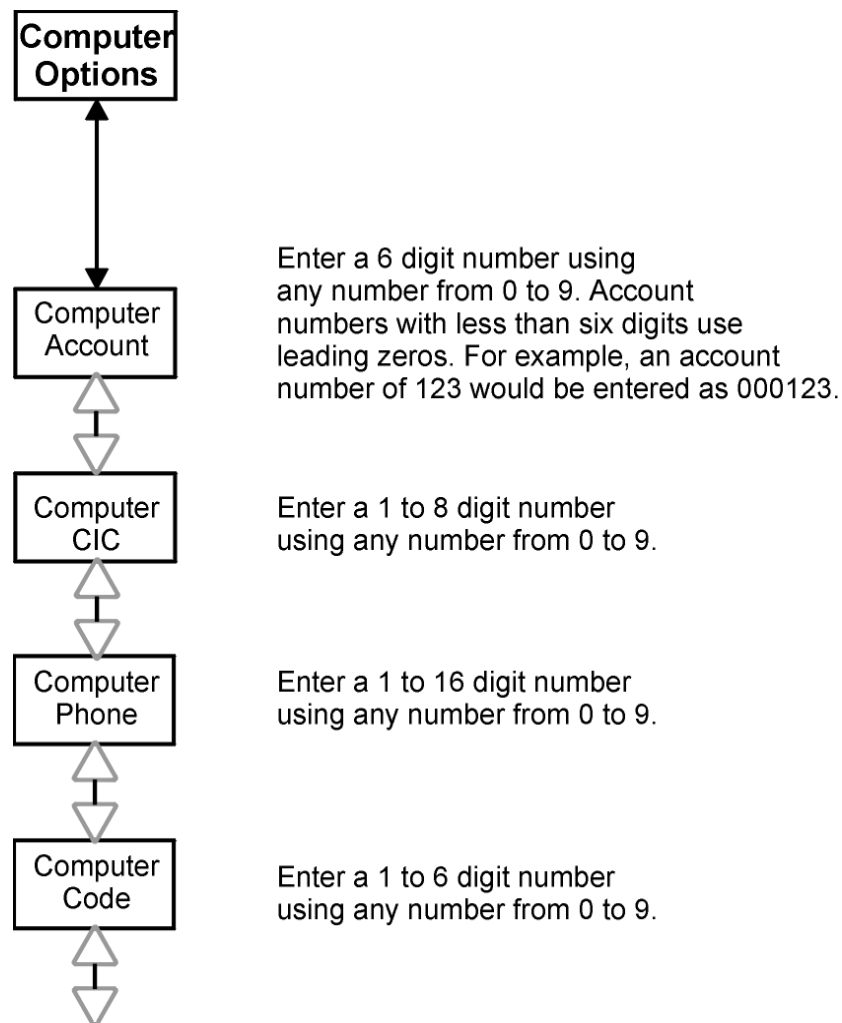 Computer
Options
Enter a 6 digit number using
any number from 0 to 9. Account
numbers with less than six digits use
leading zeros. For example, an account
number of 123 would be entered as 000123.
Computer
Account
Computer
CIC
Enter a 1 to 8 digit number
using any number from 0 to 9.
Computer
Phone
Enter a 1 to 16 digit number
using any number from 0 to 9.
Computer
Code
Enter a 1 to 6 digit number
using any number from 0 to 9.